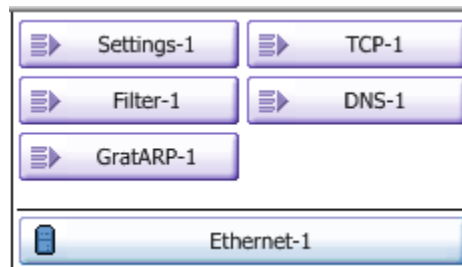 Settings-1
TCP-1
Filter-1
DNS-1
GratARP-1
Ethernet-1